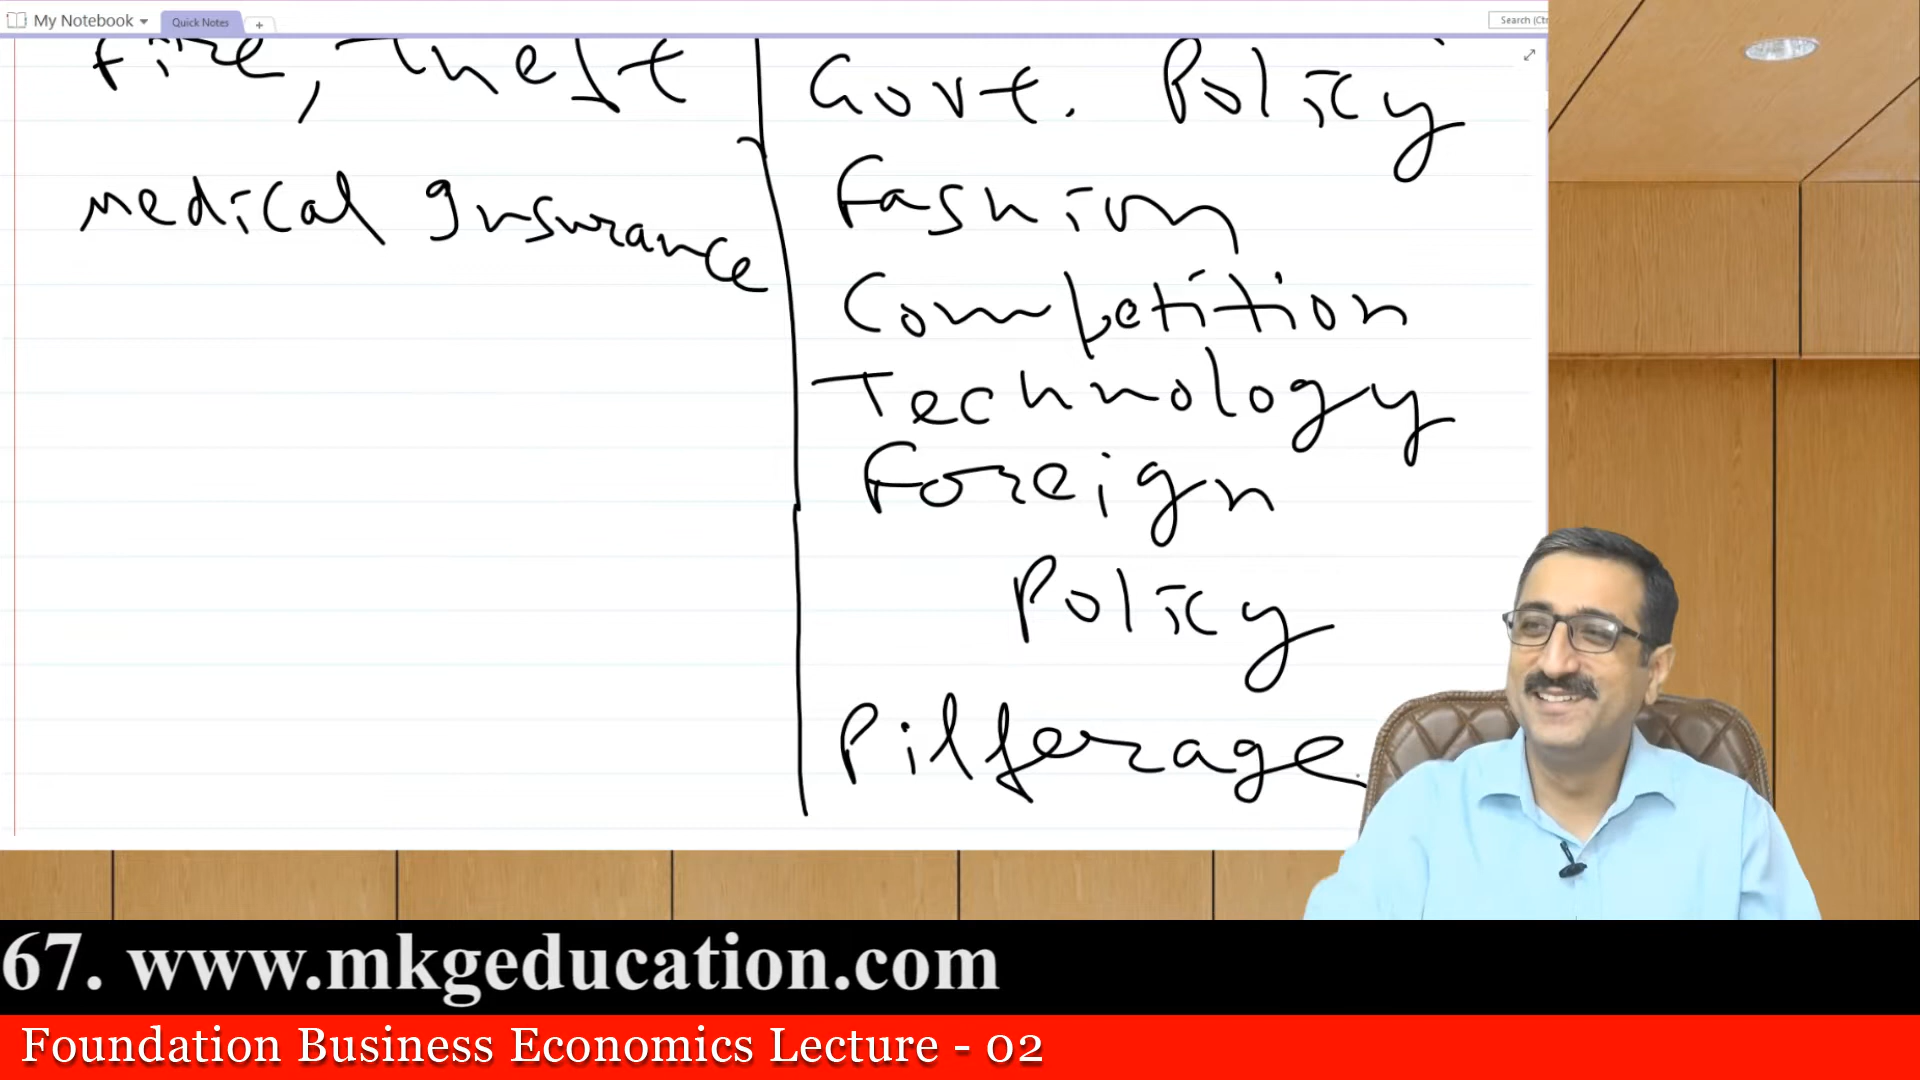 My Notebook
Quick Notes
+
Search (Ct
Fire, Theft
Medical Insurance
Govt. Policy
Fashion
Competition
Technology
Foreign
Policy
Pilferage
67. www.mkgeducation.com
Foundation Business Economics Lecture - 02